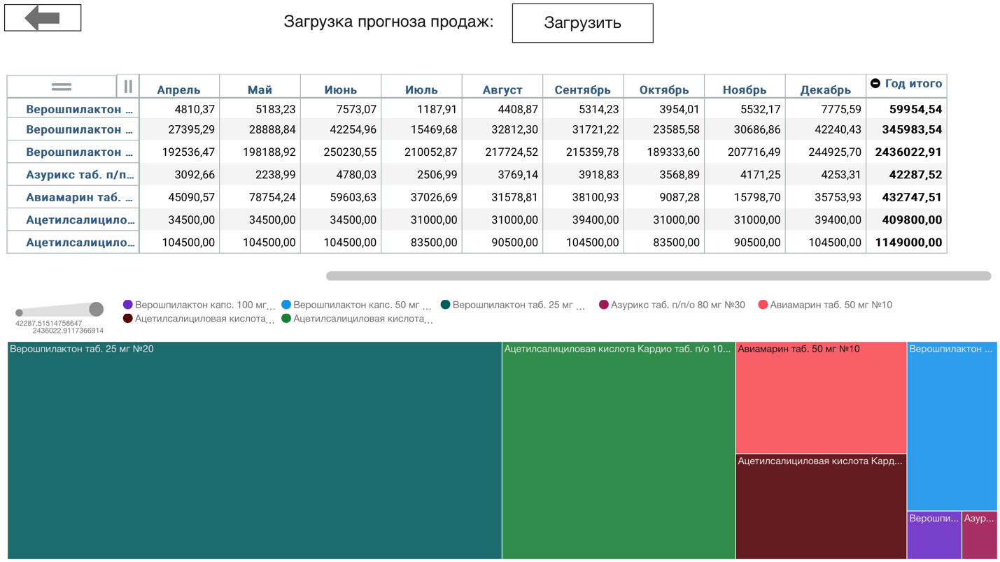 Загрузка прогноза продаж: Загрузить
Апрель Май Июнь Июль Август Сентябрь Октябрь Ноябрь Декабрь Год итого
Верошпилактон ... 4810,37 5183,23 7573,07 1187,91 4408,87 5314,23 3954,01 5532,17 7775,59 59954,54
Верошпилактон ... 27395,29 28888,84 42254,96 15469,68 32812,30 31721,22 23585,58 30686,86 42240,43 345983,54
Верошпилактон ... 192536,47 198188,92 250230,55 210052,87 217724,52 215359,78 189333,60 207716,49 244925,70 2436022,91
Азурикс таб. п/п... 3092,66 2238,99 4780,03 2506,99 3769,14 3918,83 3568,89 4171,25 4253,31 42287,52
Авиамарин таб. ... 45090,57 78754,24 59603,63 37026,69 31578,81 38100,93 9087,28 15798,70 35753,93 432747,51
Ацетилсалицило... 34500,00 34500,00 34500,00 31000,00 31000,00 39400,00 31000,00 31000,00 39400,00 409800,00
Ацетилсалицило... 104500,00 104500,00 104500,00 83500,00 90500,00 104500,00 83500,00 90500,00 104500,00 1149000,00
Верошпилактон капс. 100 мг... Верошпилактон капс. 50 мг ... Верошпилактон таб. 25 мг ... Азурикс таб. п/п/о 80 мг №30 Авиамарин таб. 50 мг №10
Ацетилсалициловая кислота... Ацетилсалициловая кислота...
42287.51514758647
2436022.9117366914
Верошпилактон таб. 25 мг №20 Ацетилсалициловая кислота Кардио таб. п/о 10... Авиамарин таб. 50 мг №10 Верошпилактон ...
Ацетилсалициловая кислота Кард...
Верошпи... Азур...